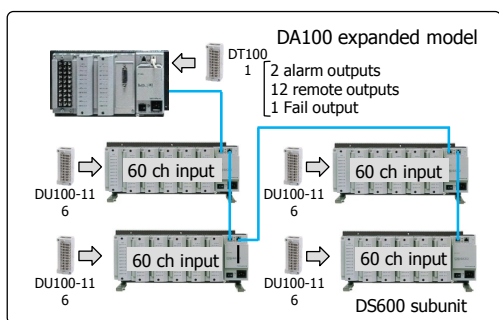 DA100 expanded model
DT100
1
2 alarm outputs
12 remote outputs
1 Fail output
60 ch input
DU100-11
6
60 ch input
DU100-11
6
60 ch input
DU100-11
6
60 ch input
DU100-11
6
DS600 subunit